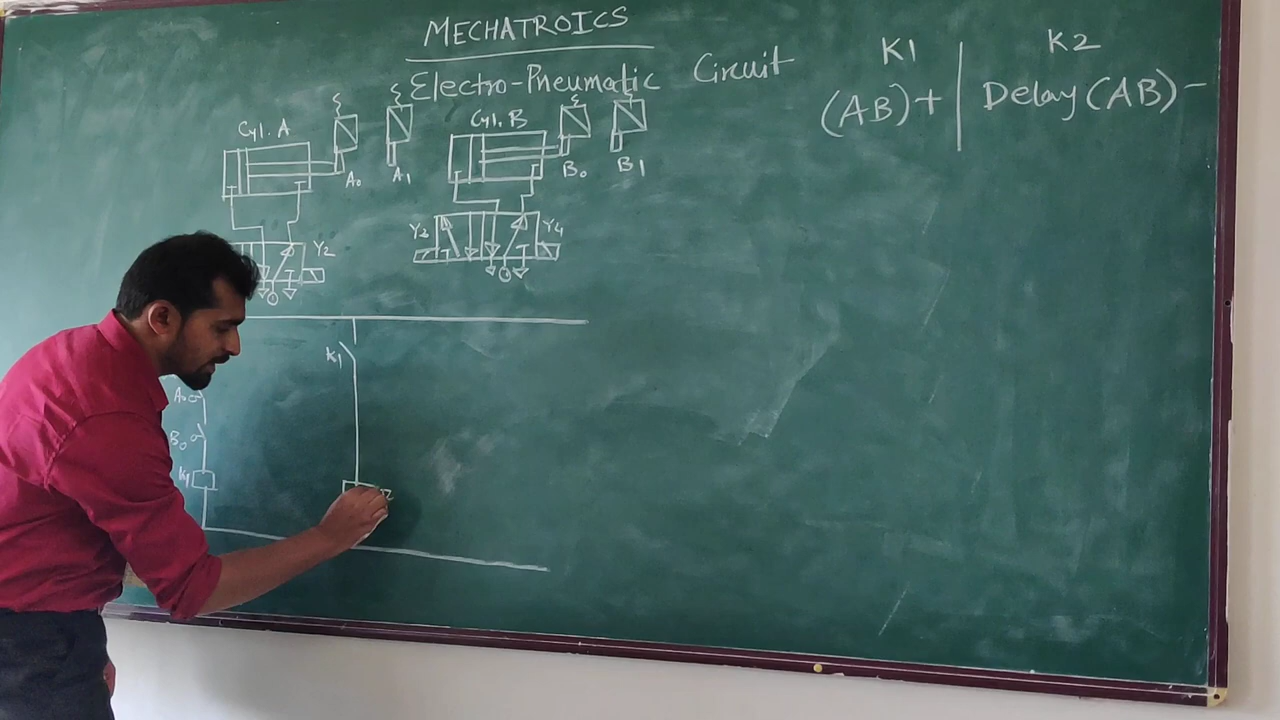 MECHATROICS
Electro-Pneumatic Circuit
K1 K2
(AB)+ Delay (AB)-
Cyl. A
A₀ A₁
Cyl. B
B₀ B₁
Y2
Y3 Y4
K1
A₀
B₀
K1